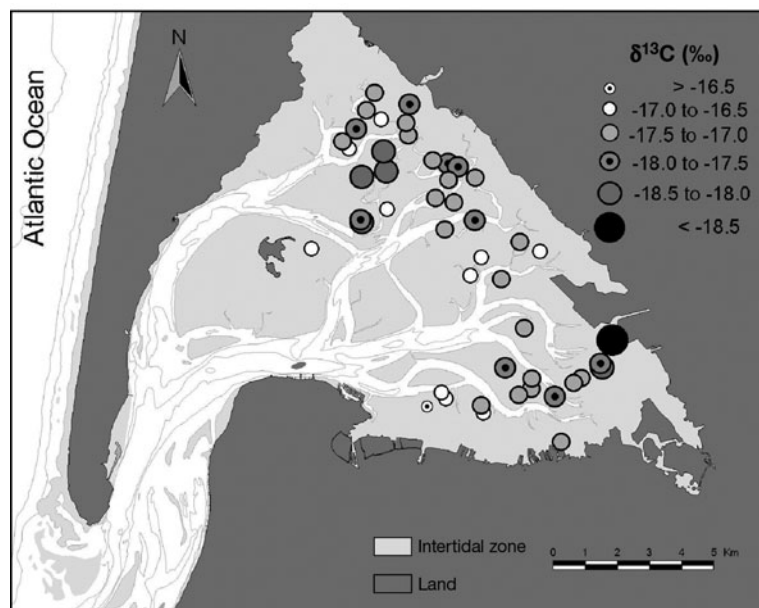 N
Atlantic Ocean
δ¹³C (‰)
> -16.5
-17.0 to -16.5
-17.5 to -17.0
-18.0 to -17.5
-18.5 to -18.0
< -18.5
Intertidal zone
Land
0 1 2 3 4 5 Km